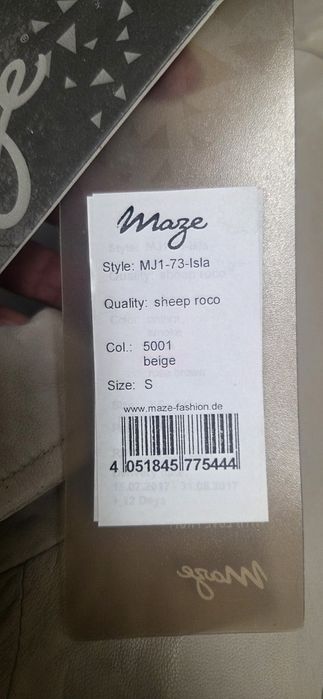 maze
Style: MJ1-73-Isla
Quality: sheep roco
Col.: 5001
beige
Size: S
www.maze-fashion.de
4 051845 775444
maze